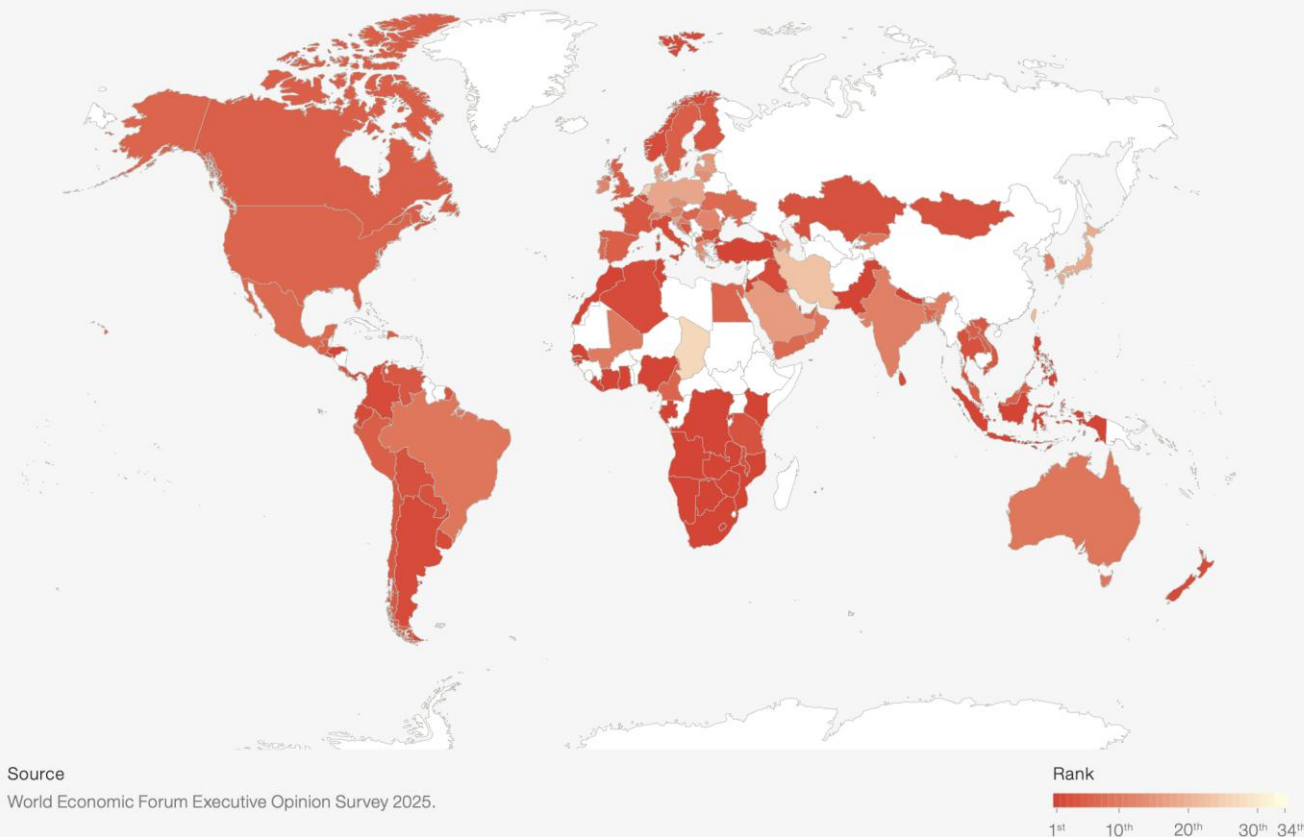 Source
World Economic Forum Executive Opinion Survey 2025.
Rank
1st 10th 20th 30th 34th